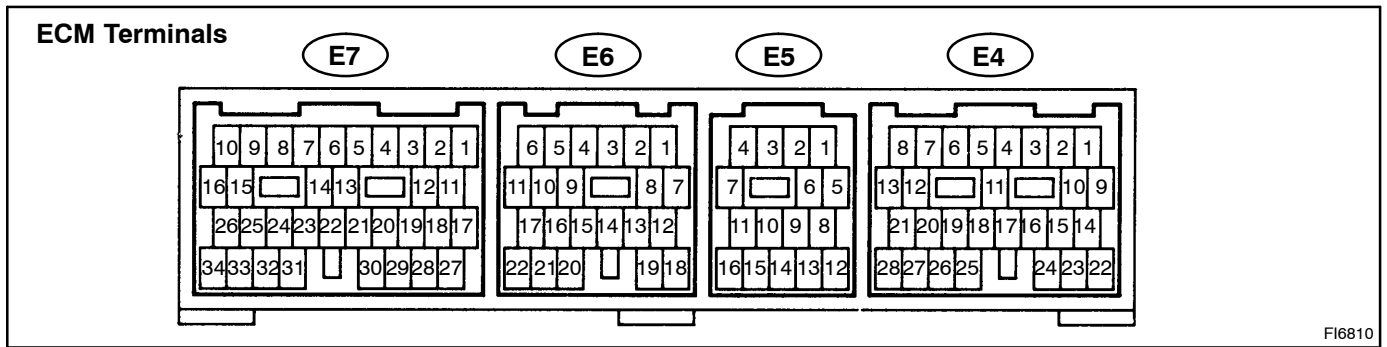 ECM Terminals
E7 E6 E5 E4
10 9 8 7 6 5 4 3 2 1 6 5 4 3 2 1 4 3 2 1 8 7 6 5 4 3 2 1
16 15 14 13 12 11 11 10 9 8 7 7 6 5 13 12 11 10 9
26 25 24 23 22 21 20 19 18 17 17 16 15 14 13 12 11 10 9 8 21 20 19 18 17 16 15 14
34 33 32 31 30 29 28 27 22 21 20 19 18 16 15 14 13 12 28 27 26 25 24 23 22
FI6810